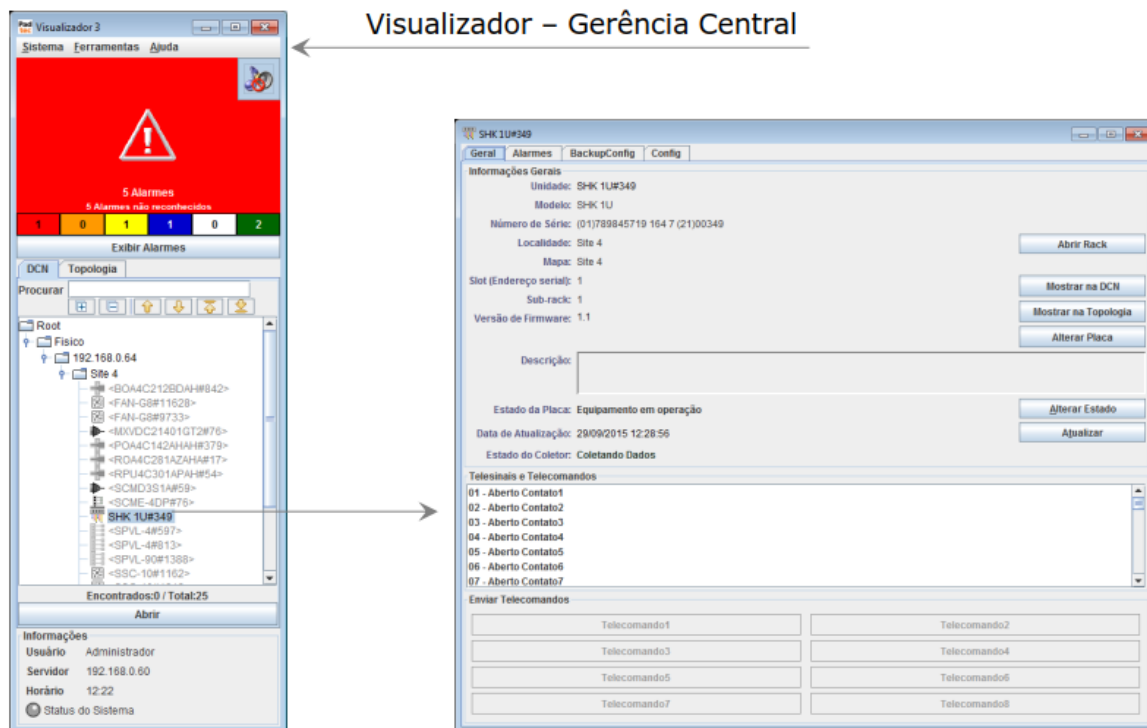 Visualizador – Gerência Central
Pad tec Visualizador 3
Sistema Ferramentas Ajuda
5 Alarmes
5 Alarmes não reconhecidos
1 0 1 1 0 2
Exibir Alarmes
DCN Topologia
Procurar
Root
Fisico
192.168.0.64
Site 4
<BOA4C212BDAH#842>
<FAN-G8#11628>
<FAN-G8#9733>
<MXVDC21401GT2#76>
<POA4C142AHAH#379>
<ROA4C281AZAHA#17>
<RPU4C301APAH#54>
<SCMD3S1A#59>
<SCME-4DP#76>
SHK 1U#349
<SPVL-4#597>
<SPVL-4#813>
<SPVL-90#1388>
<SSC-10#1162>
Encontrados:0 / Total:25
Abrir
Informações
Usuário Administrador
Servidor 192.168.0.60
Horário 12:22
Status do Sistema
SHK 1U#349
Geral Alarmes BackupConfig Config
Informações Gerais
Unidade: SHK 1U#349
Modelo: SHK 1U
Número de Série: (01)789845719 164 7 (21)00349
Localidade: Site 4 Abrir Rack
Mapa: Site 4
Slot (Endereço serial): 1 Mostrar na DCN
Sub-rack: 1
Versão de Firmware: 1.1 Mostrar na Topologia
Alterar Placa
Descrição:
Estado da Placa: Equipamento em operação Alterar Estado
Data de Atualização: 29/09/2015 12:28:56 Atualizar
Estado do Coletor: Coletando Dados
Telesinais e Telecomandos
01 - Aberto Contato1
02 - Aberto Contato2
03 - Aberto Contato3
04 - Aberto Contato4
05 - Aberto Contato5
06 - Aberto Contato6
07 - Aberto Contato7
Enviar Telecomandos
Telecomando1 Telecomando2
Telecomando3 Telecomando4
Telecomando5 Telecomando6
Telecomando7 Telecomando8